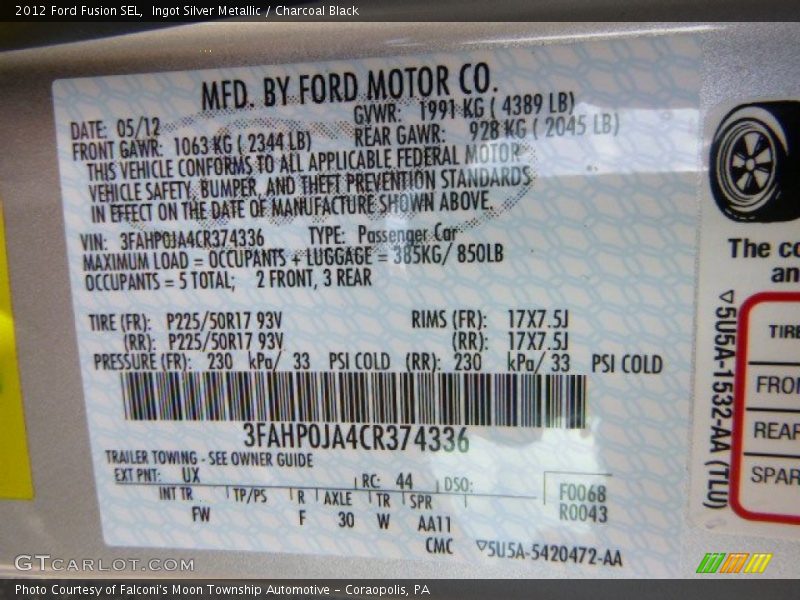 2012 Ford Fusion SEL,  Ingot Silver Metallic / Charcoal Black
MFD. BY FORD MOTOR CO.
DATE: 05/12 GVWR: 1991 KG ( 4389 LB)
FRONT GAWR: 1063 KG ( 2344 LB) REAR GAWR: 928 KG ( 2045 LB)
THIS VEHICLE CONFORMS TO ALL APPLICABLE FEDERAL MOTOR
VEHICLE SAFETY, BUMPER, AND THEFT PREVENTION STANDARDS
IN EFFECT ON THE DATE OF MANUFACTURE SHOWN ABOVE.
VIN: 3FAHP0JA4CR374336 TYPE: Passenger Car
MAXIMUM LOAD = OCCUPANTS + LUGGAGE = 385KG/ 850LB
OCCUPANTS = 5 TOTAL; 2 FRONT, 3 REAR
TIRE (FR): P225/50R17 93V RIMS (FR): 17X7.5J
(RR): P225/50R17 93V (RR): 17X7.5J
PRESSURE (FR): 230 kPa/ 33 PSI COLD (RR): 230 kPa/ 33 PSI COLD
3FAHP0JA4CR374336
TRAILER TOWING - SEE OWNER GUIDE
EXT PNT: UX RC: 44 DSO:
INT TR TP/PS R AXLE TR SPR
FW F 30 W AA11
F0068
R0043
CMC ▽5U5A-5420472-AA
The co
an
▽5U5A-1532-AA (7L0)
TIRE
FRON
REAR
SPAR
GTCARLOT.COM
Photo Courtesy of Falconi's Moon Township Automotive – Coraopolis, PA